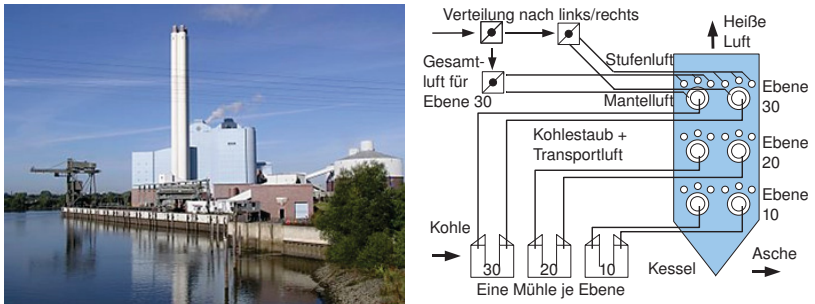 Verteilung nach links/rechts
Heiße
Luft
Gesamt-
luft für
Ebene 30
Stufenluft
Mantelluft
Ebene
30
Kohlestaub +
Transportluft
Ebene
20
Ebene
10
Kohle
30
20
10
Kessel
Asche
Eine Mühle je Ebene